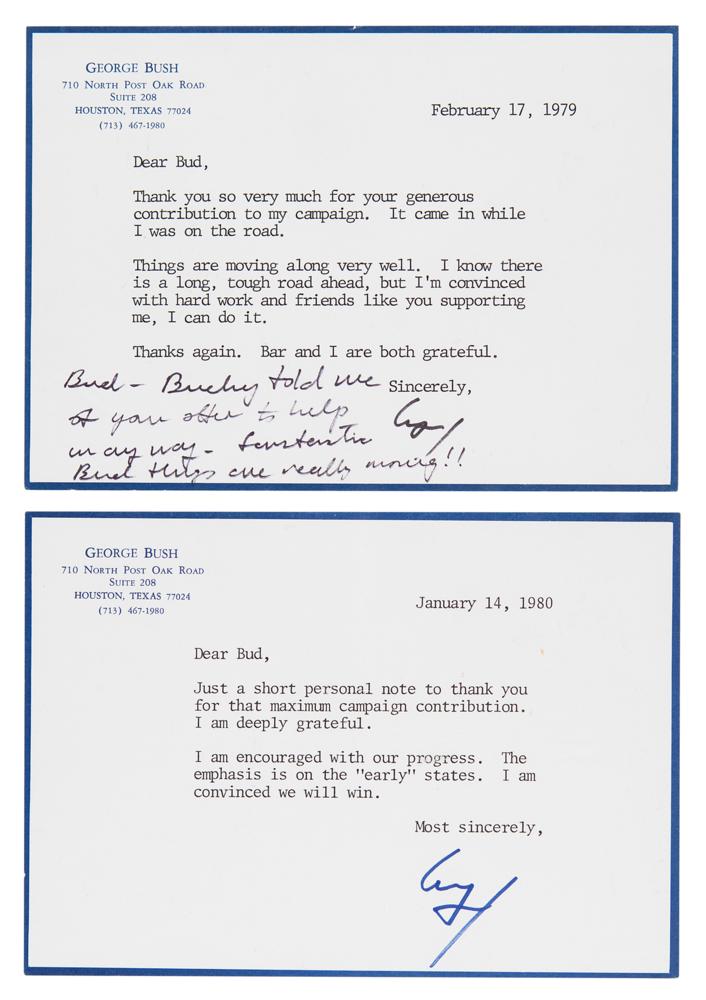 GEORGE BUSH
710 NORTH POST OAK ROAD
SUITE 208
HOUSTON, TEXAS 77024
(713) 467-1980
February 17, 1979
Dear Bud,
Thank you so very much for your generous
contribution to my campaign.  It came in while
I was on the road.
Things are moving along very well.  I know there
is a long, tough road ahead, but I'm convinced
with hard work and friends like you supporting
me, I can do it.
Thanks again.  Bar and I are both grateful.
Sincerely,
Bud - told me
of your offer to help
in any way - fantastic
Bud things are really moving!!
GEORGE BUSH
710 NORTH POST OAK ROAD
SUITE 208
HOUSTON, TEXAS 77024
(713) 467-1980
January 14, 1980
Dear Bud,
Just a short personal note to thank you
for that maximum campaign contribution.
I am deeply grateful.
I am encouraged with our progress.  The
emphasis is on the "early" states.  I am
convinced we will win.
Most sincerely,